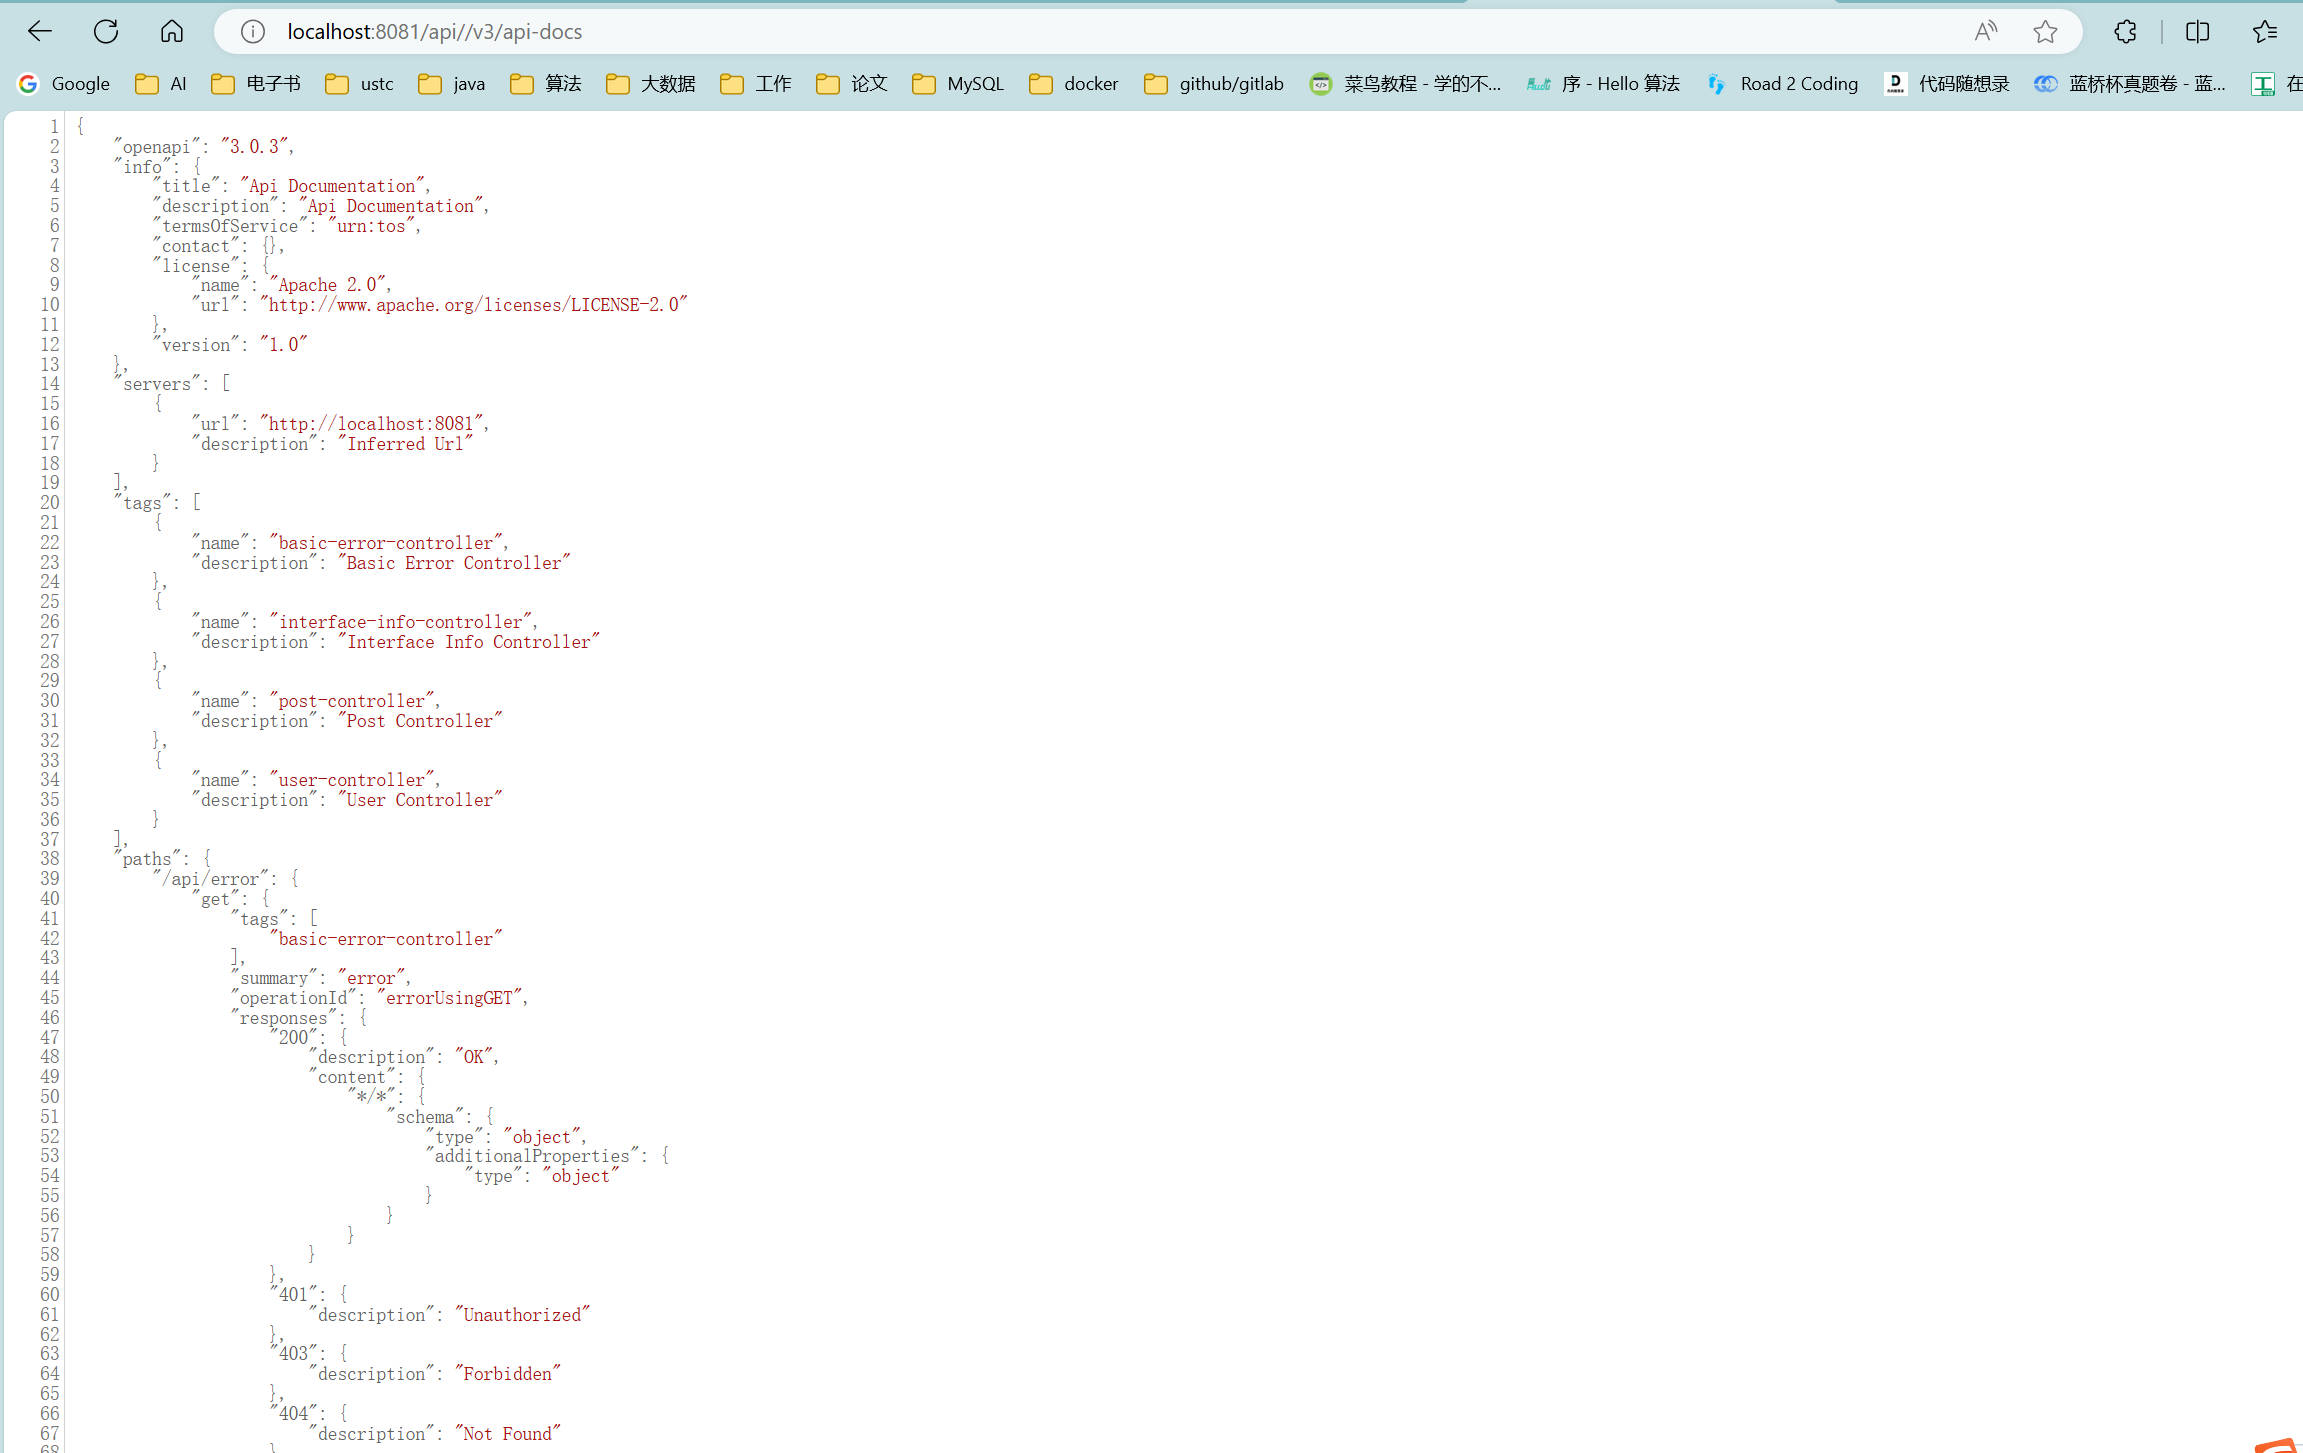 localhost:8081/api//v3/api-docs
Google AI 电子书 ustc java 算法 大数据 工作 论文 MySQL docker github/gitlab 菜鸟教程 - 学的不... 序 - Hello 算法 Road 2 Coding 代码随想录 蓝桥杯真题卷 - 蓝... 在
1 {
2 "openapi": "3.0.3",
3 "info": {
4 "title": "Api Documentation",
5 "description": "Api Documentation",
6 "termsOfService": "urn:tos",
7 "contact": {},
8 "license": {
9 "name": "Apache 2.0",
10 "url": "http://www.apache.org/licenses/LICENSE-2.0"
11 },
12 "version": "1.0"
13 },
14 "servers": [
15 {
16 "url": "http://localhost:8081",
17 "description": "Inferred Url"
18 }
19 ],
20 "tags": [
21 {
22 "name": "basic-error-controller",
23 "description": "Basic Error Controller"
24 },
25 {
26 "name": "interface-info-controller",
27 "description": "Interface Info Controller"
28 },
29 {
30 "name": "post-controller",
31 "description": "Post Controller"
32 },
33 {
34 "name": "user-controller",
35 "description": "User Controller"
36 }
37 ],
38 "paths": {
39 "/api/error": {
40 "get": {
41 "tags": [
42 "basic-error-controller"
43 ],
44 "summary": "error",
45 "operationId": "errorUsingGET",
46 "responses": {
47 "200": {
48 "description": "OK",
49 "content": {
50 "*/*": {
51 "schema": {
52 "type": "object",
53 "additionalProperties": {
54 "type": "object"
55 }
56 }
57 }
58 }
59 },
60 "401": {
61 "description": "Unauthorized"
62 },
63 "403": {
64 "description": "Forbidden"
65 },
66 "404": {
67 "description": "Not Found"
68 }